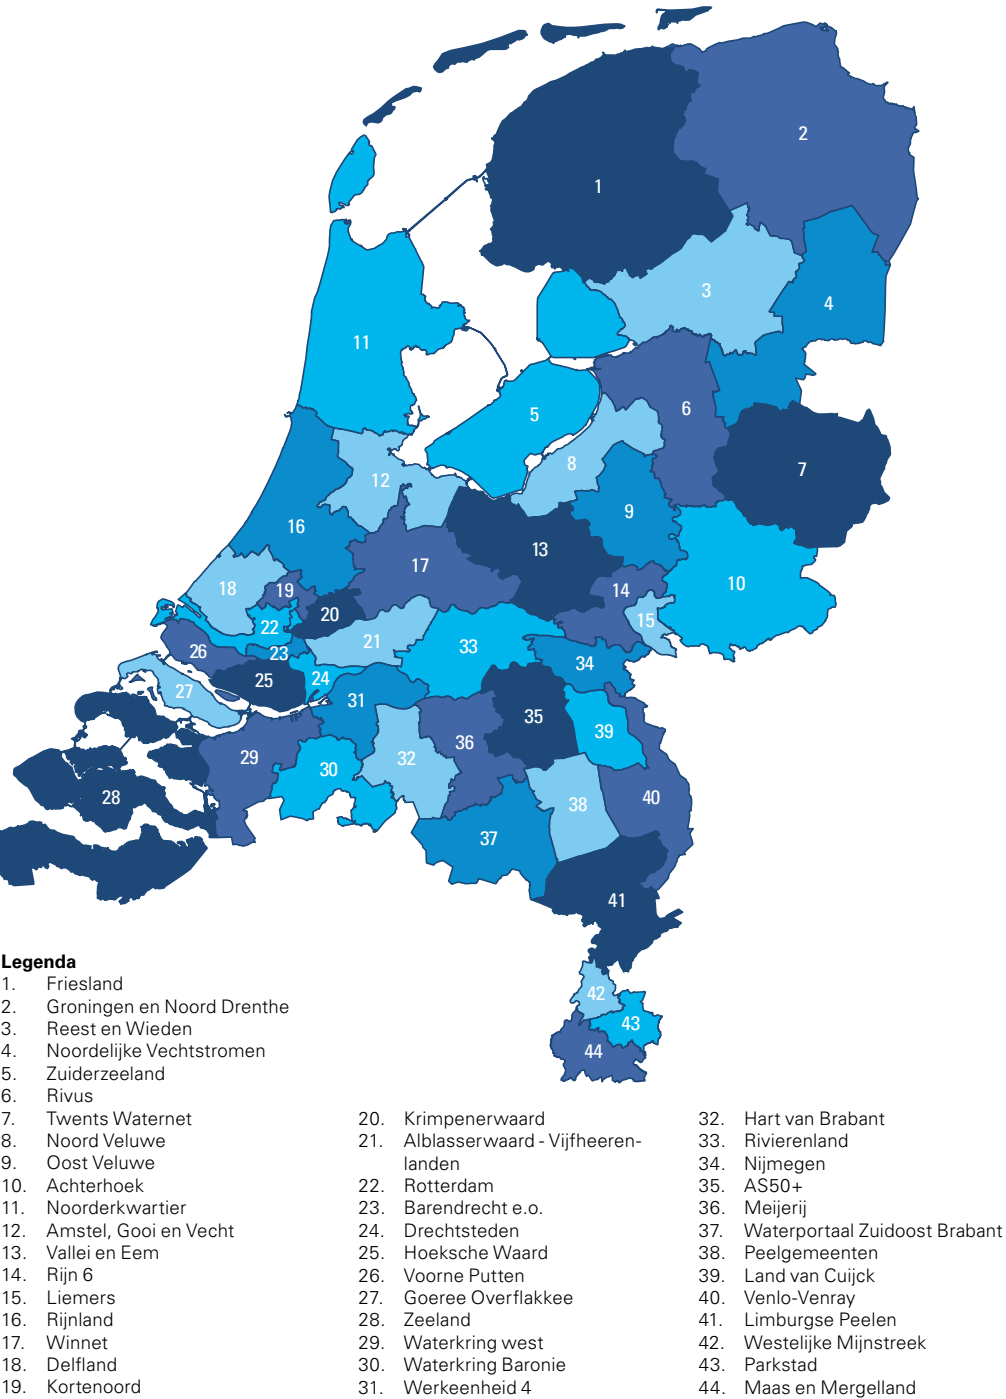 1
2
3
4
11
5
6
8
7
12
9
16
13
17
10
18
19
14
20
15
22
21
33
26
23
34
25
24
27
31
35
39
36
29
32
30
40
28
38
37
41
42
43
44
Legenda
1. Friesland
2. Groningen en Noord Drenthe
3. Reest en Wieden
4. Noordelijke Vechtstromen
5. Zuiderzeeland
6. Rivus
7. Twents Waternet
8. Noord Veluwe
9. Oost Veluwe
10. Achterhoek
11. Noorderkwartier
12. Amstel, Gooi en Vecht
13. Vallei en Eem
14. Rijn 6
15. Liemers
16. Rijnland
17. Winnet
18. Delfland
19. Kortenoord
20. Krimpenerwaard
21. Alblasserwaard - Vijfheeren-
landen
22. Rotterdam
23. Barendrecht e.o.
24. Drechtsteden
25. Hoeksche Waard
26. Voorne Putten
27. Goeree Overflakkee
28. Zeeland
29. Waterkring west
30. Waterkring Baronie
31. Werkeenheid 4
32. Hart van Brabant
33. Rivierenland
34. Nijmegen
35. AS50+
36. Meijerij
37. Waterportaal Zuidoost Brabant
38. Peelgemeenten
39. Land van Cuijck
40. Venlo-Venray
41. Limburgse Peelen
42. Westelijke Mijnstreek
43. Parkstad
44. Maas en Mergelland